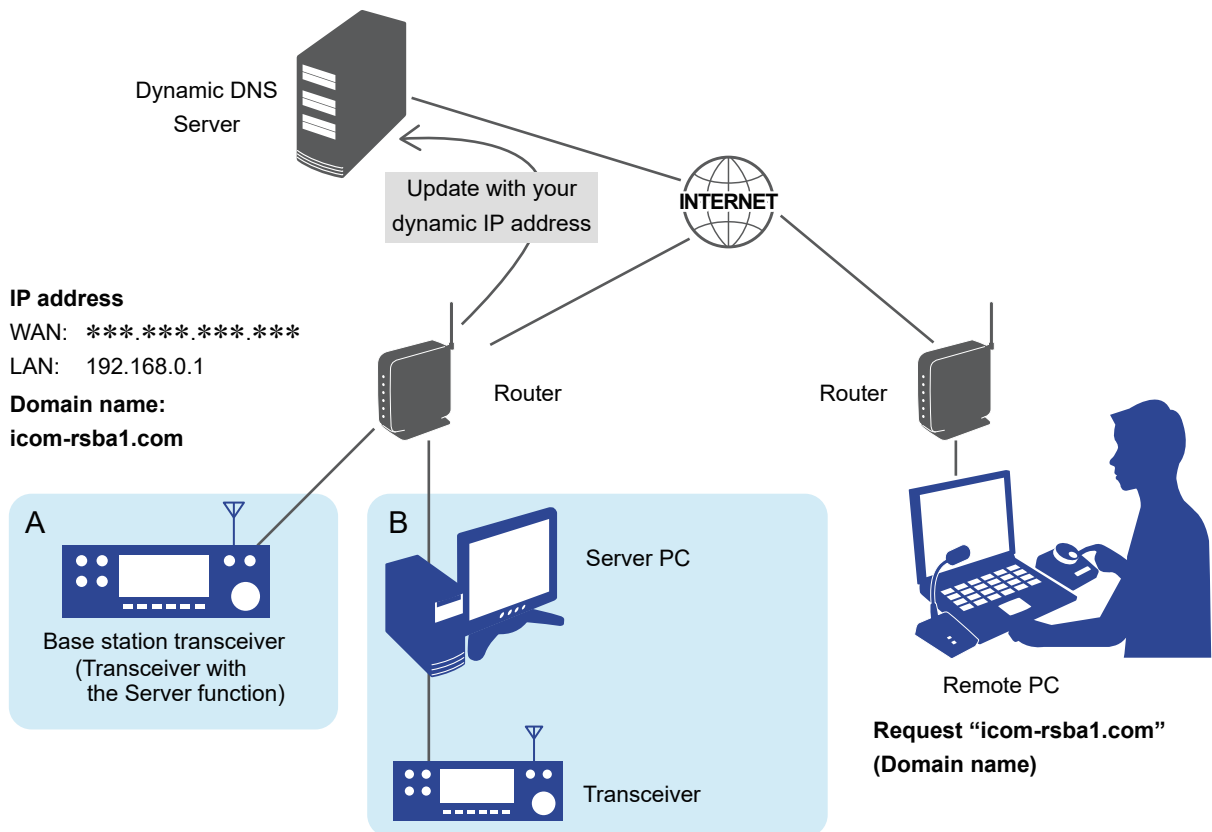 Dynamic DNS
Server
Update with your
dynamic IP address
INTERNET
IP address
WAN: ***.***.***.***
LAN: 192.168.0.1
Domain name:
icom-rsba1.com
Router
Router
A
Base station transceiver
(Transceiver with
the Server function)
B
Server PC
Transceiver
Remote PC
Request “icom-rsba1.com”
(Domain name)